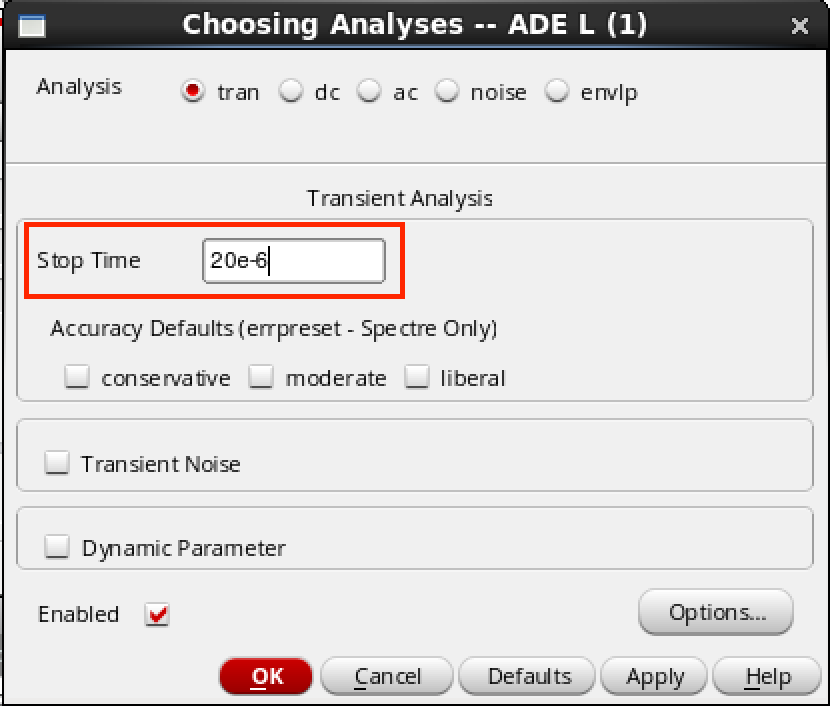 Choosing Analyses -- ADE L (1)
Analysis tran dc ac noise envlp
Transient Analysis
Stop Time 20e-6
Accuracy Defaults (errpreset - Spectre Only)
conservative moderate liberal
Transient Noise
Dynamic Parameter
Enabled Options...
OK Cancel Defaults Apply Help